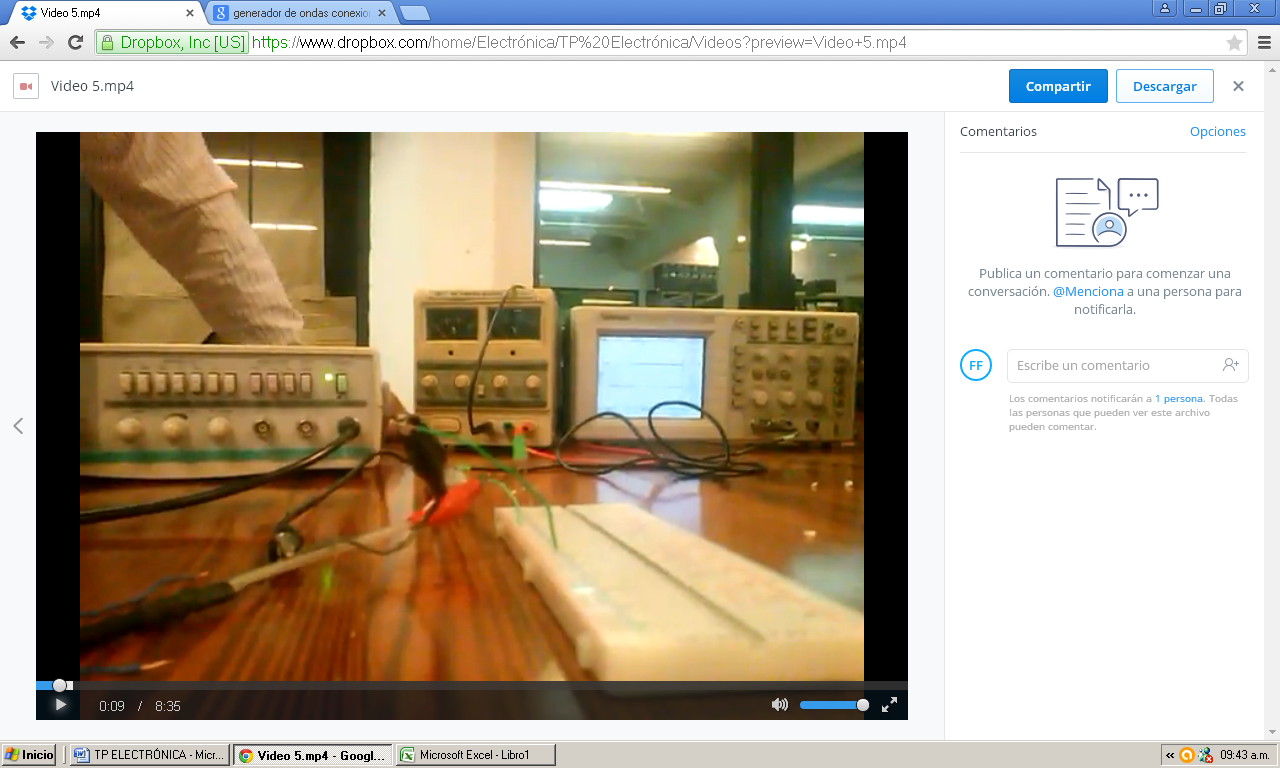 Video 5.mp4
generador de ondas conexio
Dropbox, Inc [US]
https://www.dropbox.com/home/Electrónica/TP%20Electrónica/Videos?preview=Video+5.mp4
Video 5.mp4
Compartir
Descargar
Comentarios
Opciones
Publica un comentario para comenzar una
conversación. @Menciona a una persona para
notificarla.
FF
Escribe un comentario
Los comentarios notificarán a 1 persona. Todas
las personas que pueden ver este archivo
pueden comentar.
0:09 / 8:35
Inicio
TP ELECTRÓNICA - Micr...
Video 5.mp4 - Googl...
Microsoft Excel - Libro1
09:43 a.m.